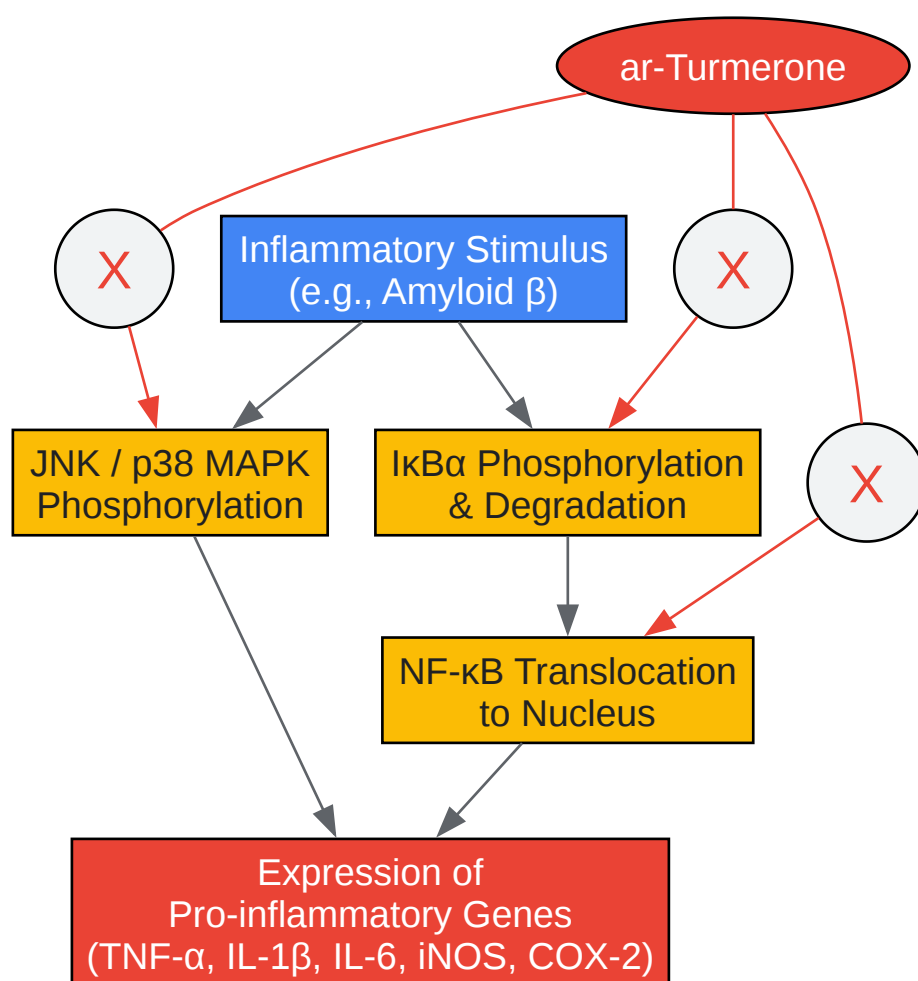 ar-Turmerone
X
Inflammatory Stimulus
(e.g., Amyloid β)
X
JNK / p38 MAPK
Phosphorylation
IκBα Phosphorylation
& Degradation
X
NF-κB Translocation
to Nucleus
Expression of
Pro-inflammatory Genes
(TNF-α, IL-1β, IL-6, iNOS, COX-2)